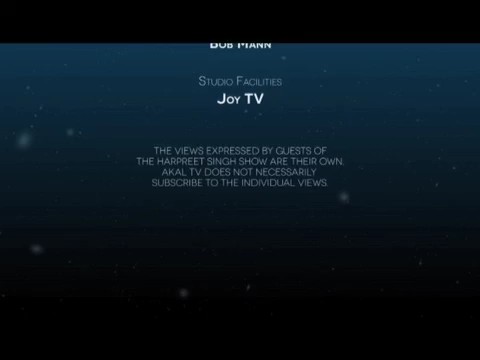 Bob Mann
Studio Facilities
Joy TV
THE VIEWS EXPRESSED BY GUESTS OF
THE HARPREET SINGH SHOW ARE THEIR OWN.
AKAL TV DOES NOT NECESSARILY
SUBSCRIBE TO THE INDIVIDUAL VIEWS.